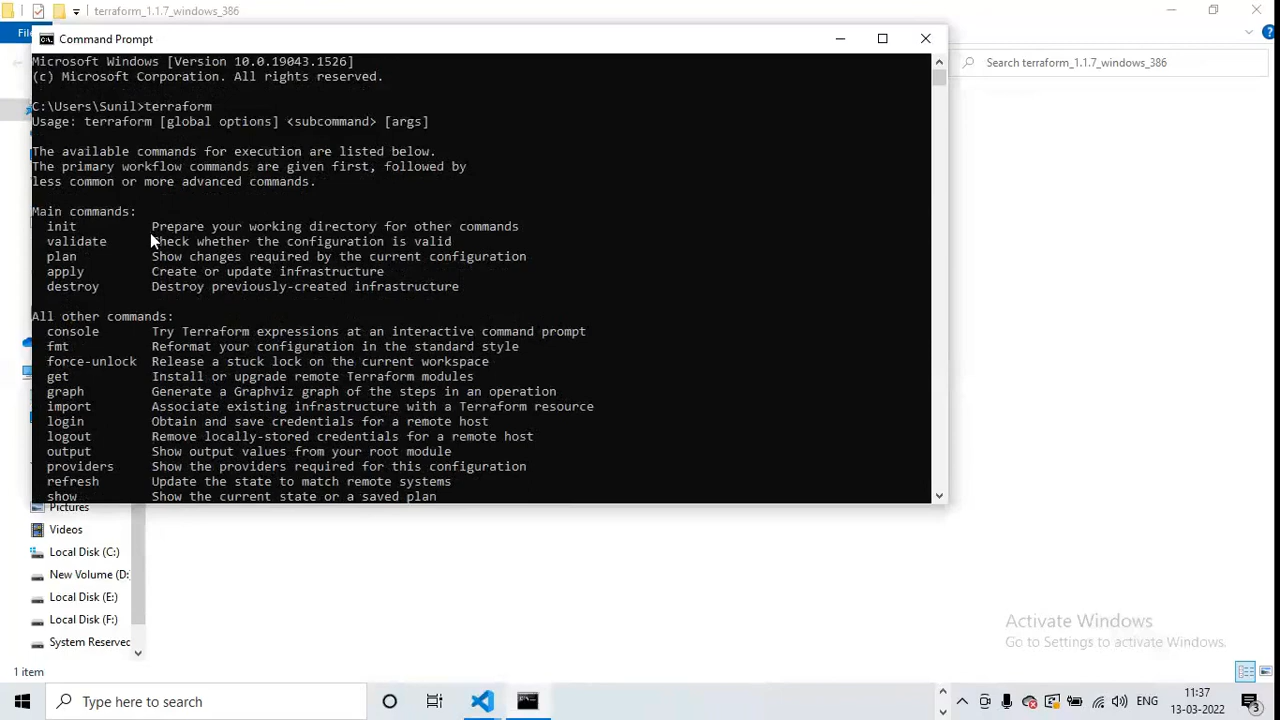 terraform_1.1.7_windows_386
Command Prompt
Microsoft Windows [Version 10.0.19043.1526]
(c) Microsoft Corporation. All rights reserved.
C:\Users\Sunil>terraform
Usage: terraform [global options] <subcommand> [args]
The available commands for execution are listed below.
The primary workflow commands are given first, followed by
less common or more advanced commands.
Main commands:
init Prepare your working directory for other commands
validate Check whether the configuration is valid
plan Show changes required by the current configuration
apply Create or update infrastructure
destroy Destroy previously-created infrastructure
All other commands:
console Try Terraform expressions at an interactive command prompt
fmt Reformat your configuration in the standard style
force-unlock Release a stuck lock on the current workspace
get Install or upgrade remote Terraform modules
graph Generate a Graphviz graph of the steps in an operation
import Associate existing infrastructure with a Terraform resource
login Obtain and save credentials for a remote host
logout Remove locally-stored credentials for a remote host
output Show output values from your root module
providers Show the providers required for this configuration
refresh Update the state to match remote systems
show Show the current state or a saved plan
Search terraform_1.1.7_windows_386
Pictures
Videos
Local Disk (C:)
New Volume (D:
Local Disk (E:)
Local Disk (F:)
System Reserved
1 item
Activate Windows
Go to Settings to activate Windows.
Type here to search
ENG
11:37
13-03-2022
3